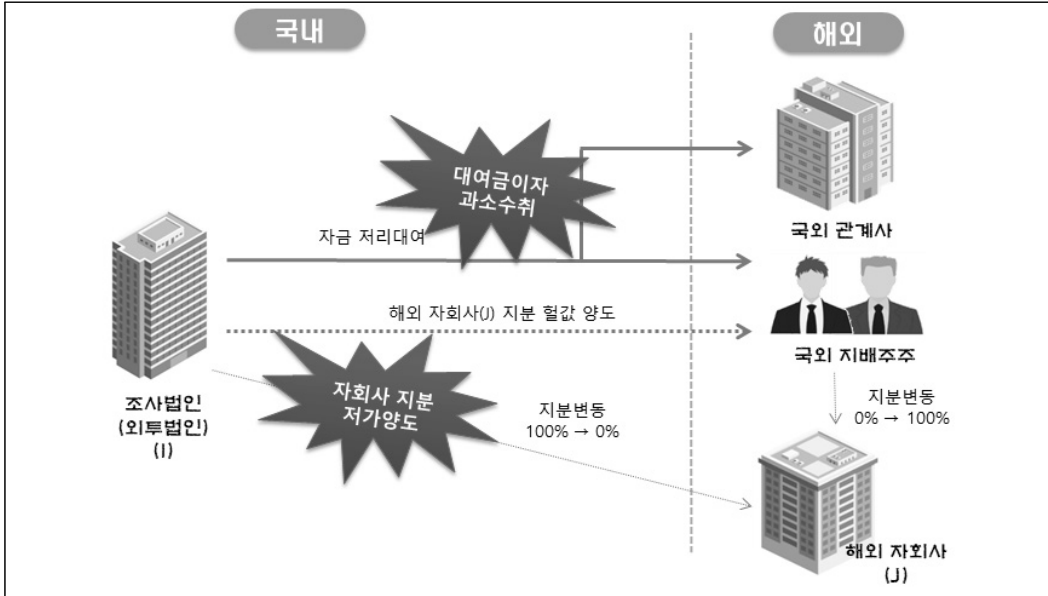 국내
해외
대여금이자
과소수취
국외 관계사
자금 저리대여
해외 자회사(J) 지분 헐값 양도
국외 지배주주
자회사 지분
저가양도
조사법인
(외투법인)
(I)
지분변동
100% → 0%
지분변동
0% → 100%
해외 자회사
(J)